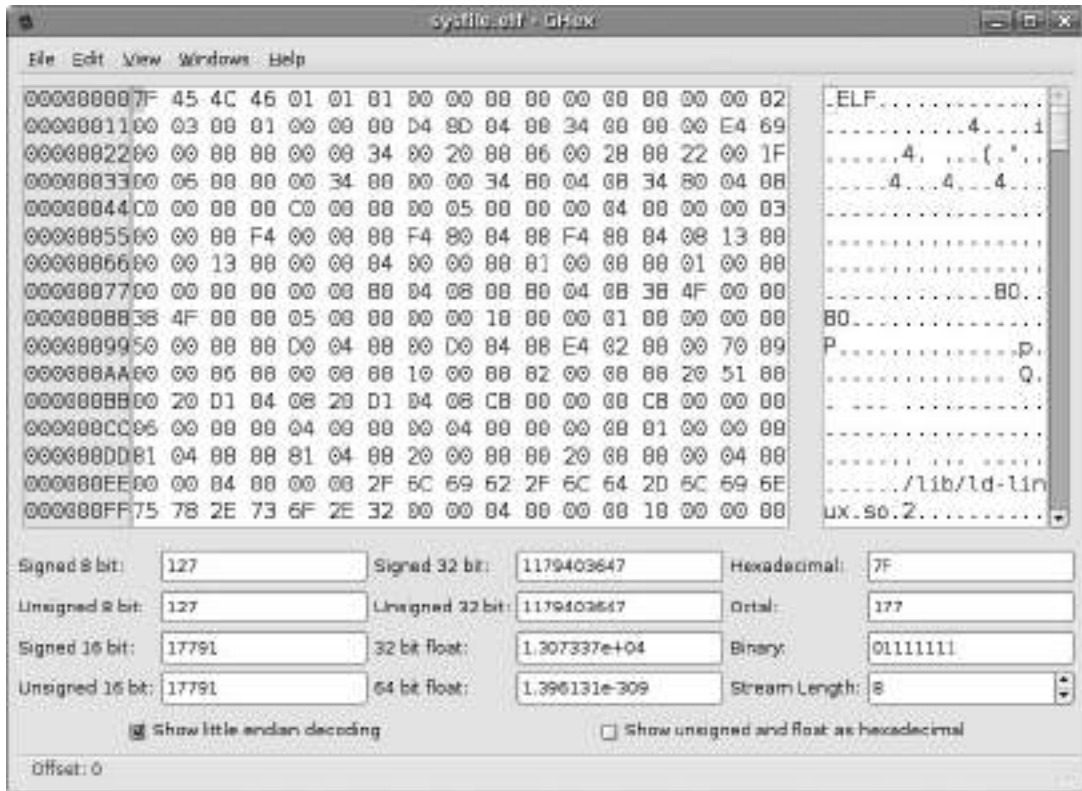 sysfile.elf - GHex
File Edit View Windows Help
000000007F 45 4C 46 01 01 01 00 00 00 00 00 00 00 00 00 02 .ELF.............
0000001100 03 00 01 00 00 00 D4 8D 04 08 34 00 00 00 E4 69 ...........4....i
0000002200 00 00 00 00 00 34 00 20 00 06 00 28 00 22 00 1F ......4. ...(."..
0000003300 06 00 00 00 34 00 00 00 34 80 04 08 34 80 04 08 .....4...4...4...
00000044C0 00 00 00 C0 00 00 00 05 00 00 00 04 00 00 00 03 .................
0000005500 00 00 F4 00 00 00 F4 80 04 08 F4 80 04 08 13 00 .................
0000006600 00 13 00 00 00 04 00 00 00 01 00 00 00 01 00 00 .................
0000007700 00 00 00 00 00 80 04 08 00 80 04 08 38 4F 00 00 .............8O..
0000008838 4F 00 00 05 00 00 00 00 10 00 00 01 00 00 00 00 8O...............
0000009950 00 00 00 D0 04 08 00 D0 04 08 E4 02 00 00 70 09 P..............p.
000000AA00 00 06 00 00 00 00 10 00 00 02 00 00 00 20 51 00 .............. Q.
000000BB00 20 D1 04 08 20 D1 04 08 C8 00 00 00 C8 00 00 00 . ... ...........
000000CC06 00 00 00 04 00 00 00 04 00 00 00 00 01 00 00 00 .................
000000DD81 04 08 00 81 04 08 20 00 00 00 20 00 00 00 04 00 ....... ... .....
000000EE00 00 04 00 00 00 2F 6C 69 62 2F 6C 64 2D 6C 69 6E ....../lib/ld-lin
000000FF75 78 2E 73 6F 2E 32 00 00 04 00 00 00 10 00 00 00 ux.so.2..........
Signed 8 bit: 127 Signed 32 bit: 1179403647 Hexadecimal: 7F
Unsigned 8 bit: 127 Unsigned 32 bit: 1179403647 Octal: 177
Signed 16 bit: 17791 32 bit float: 1.307337e+04 Binary: 01111111
Unsigned 16 bit: 17791 64 bit float: 1.396131e-309 Stream Length: 8
Show little endian decoding Show unsigned and float as hexadecimal
Offset: 0